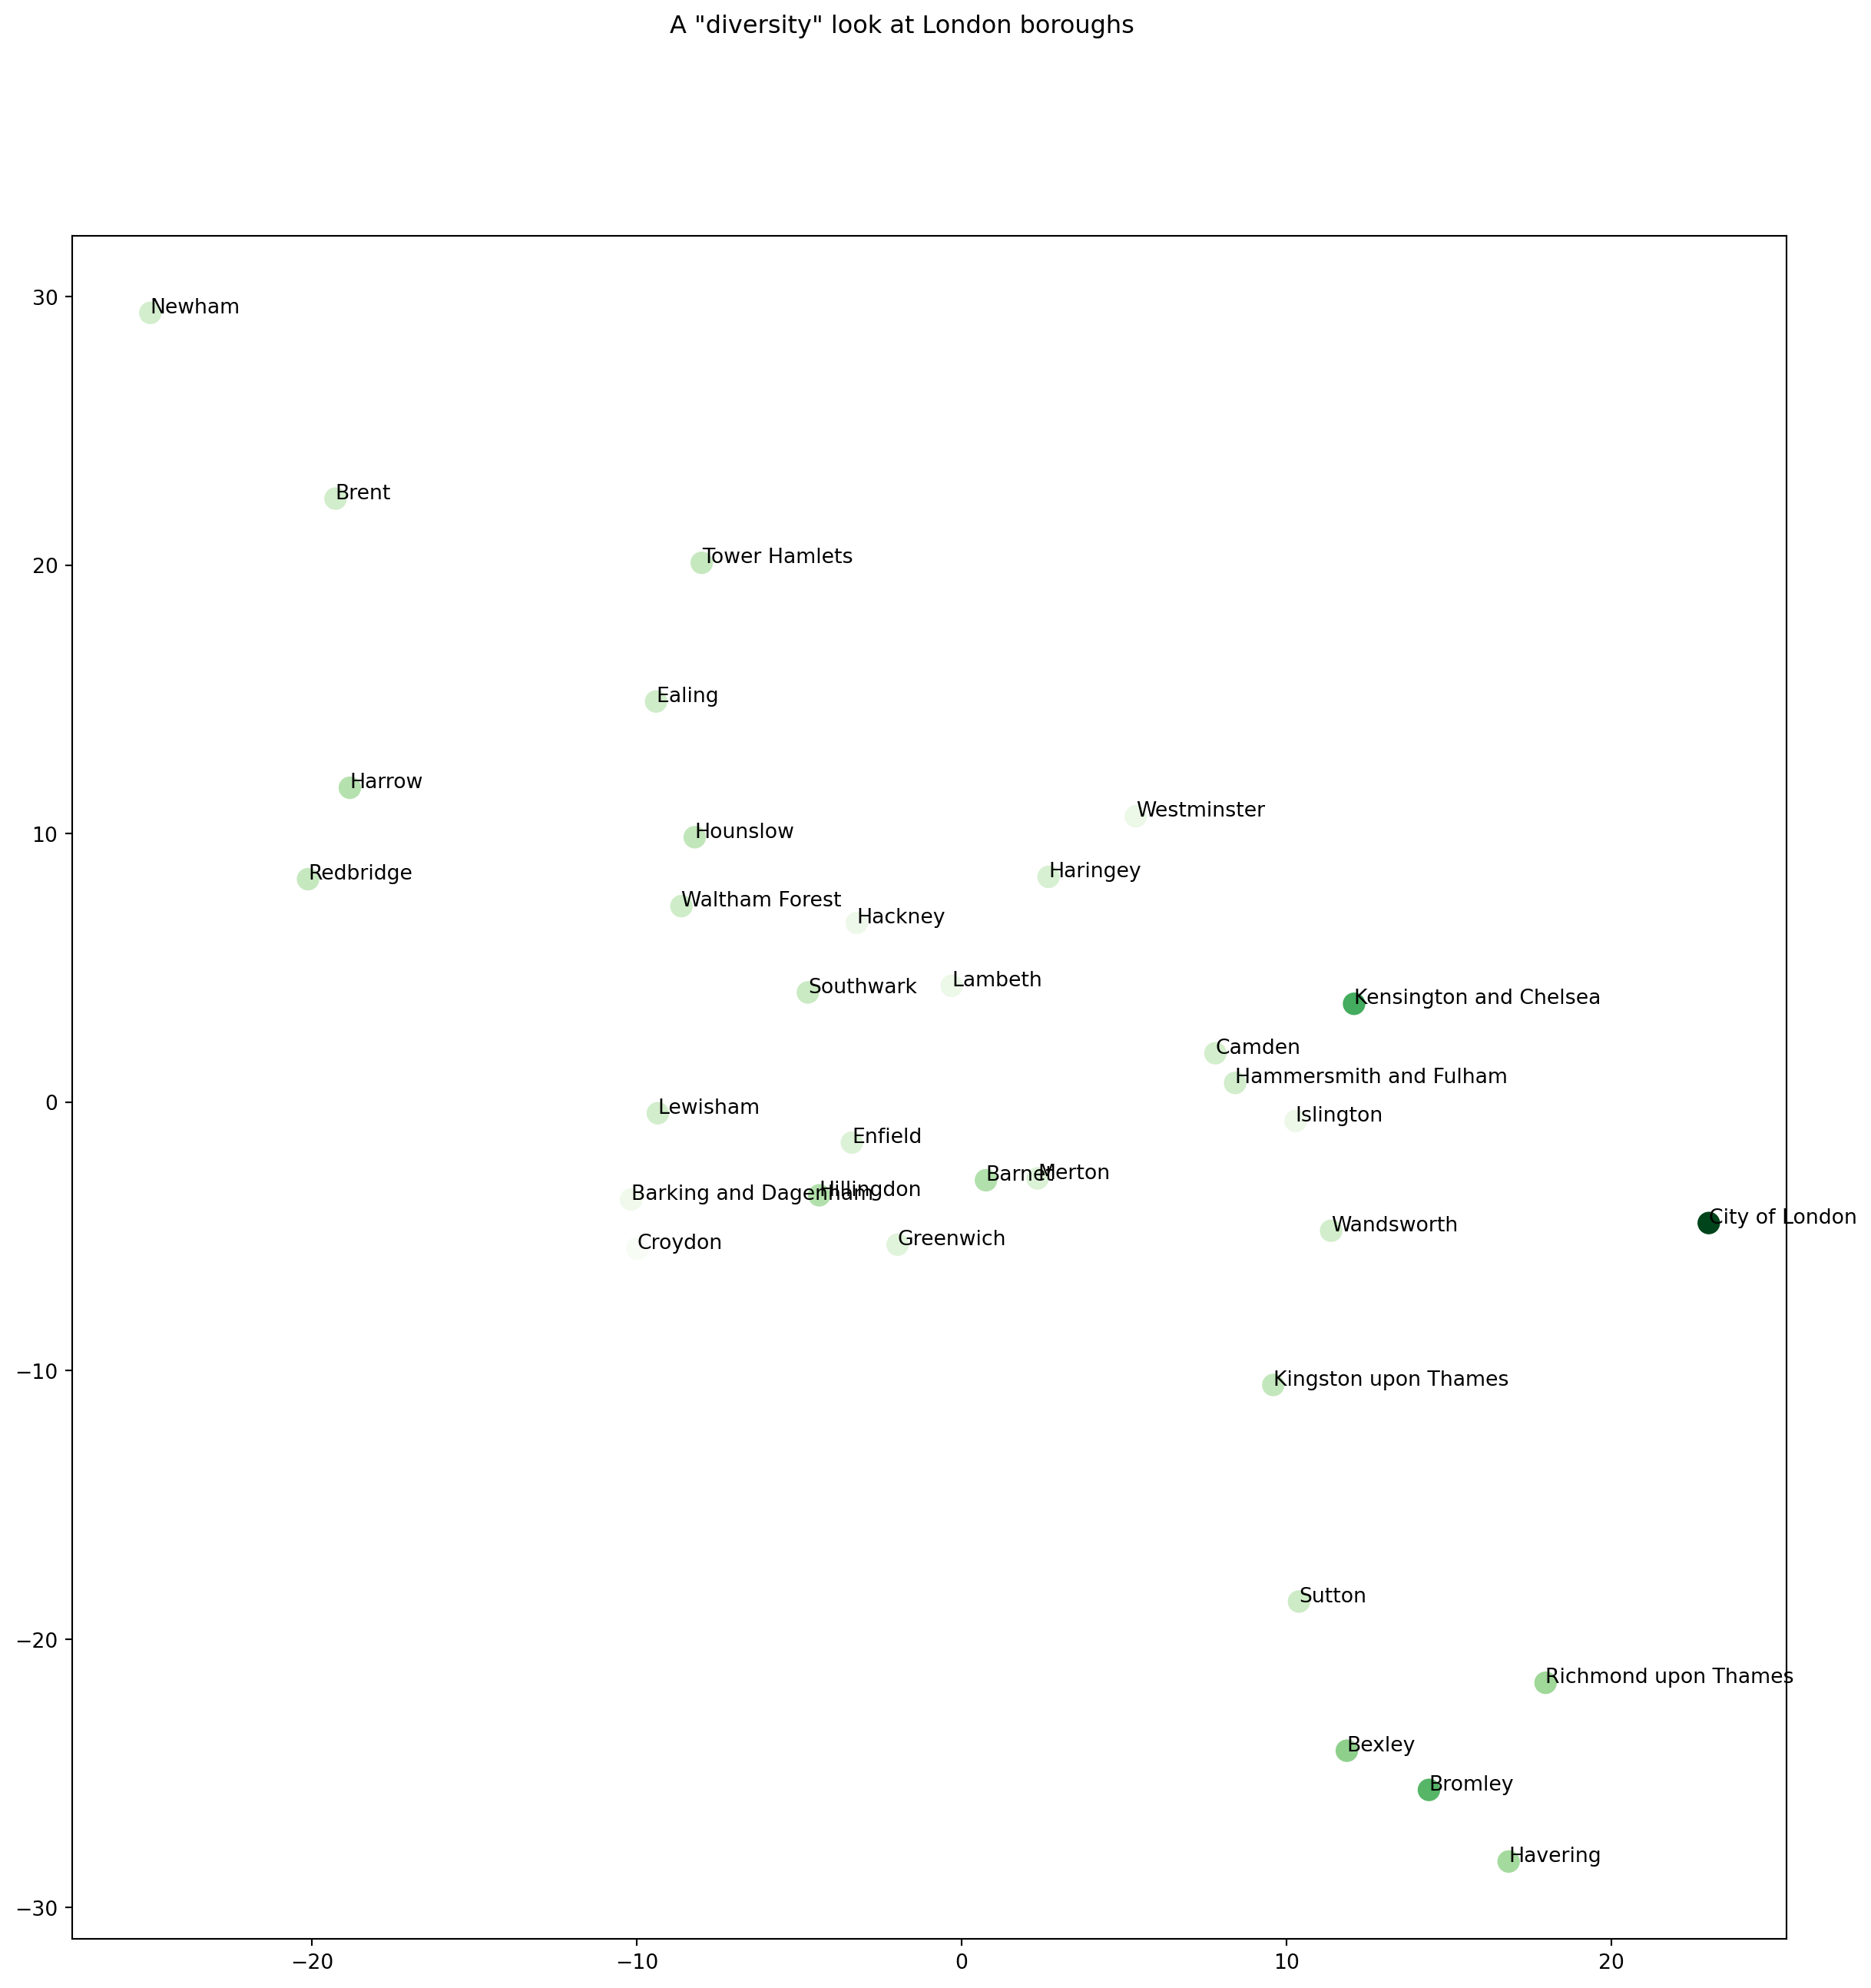 A "diversity" look at London boroughs
30
Newham
Brent
20
Tower Hamlets
Ealing
Harrow
Westminster
10
Hounslow
Redbridge
Haringey
Waltham Forest
Hackney
Southwark
Lambeth
Kensington and Chelsea
Camden
Hammersmith and Fulham
0
Lewisham
Islington
Enfield
Barnet
Merton
Barking and Dagenham
Hillingdon
Croydon
Greenwich
Wandsworth
City of London
−10
Kingston upon Thames
Sutton
−20
Richmond upon Thames
Bexley
Bromley
Havering
−30
−20
−10
0
10
20